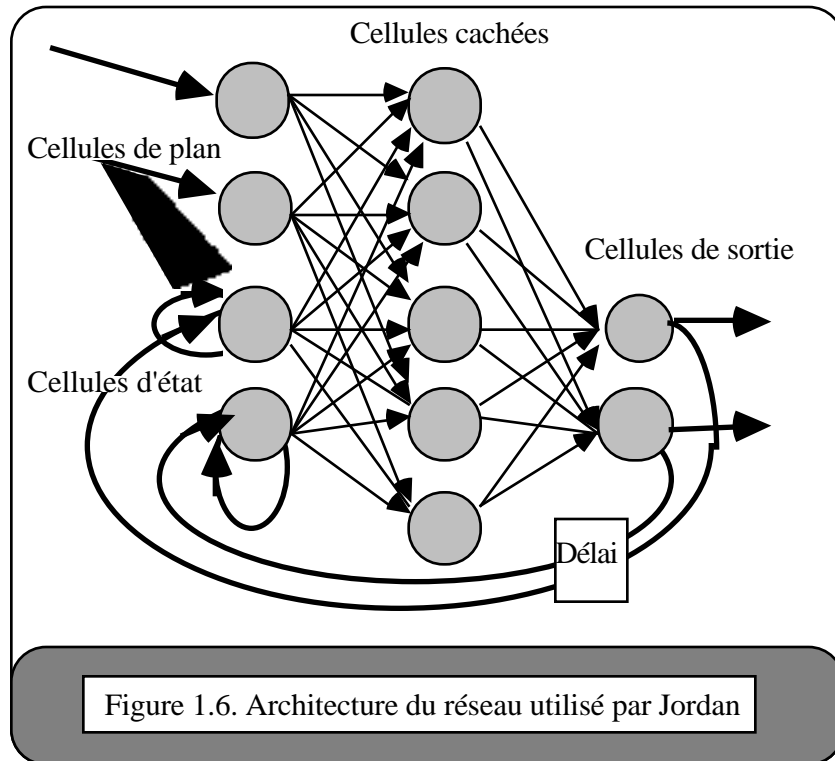 Cellules cachées
Cellules de plan
Cellules de sortie
Cellules d'état
Délai
Figure 1.6. Architecture du réseau utilisé par Jordan